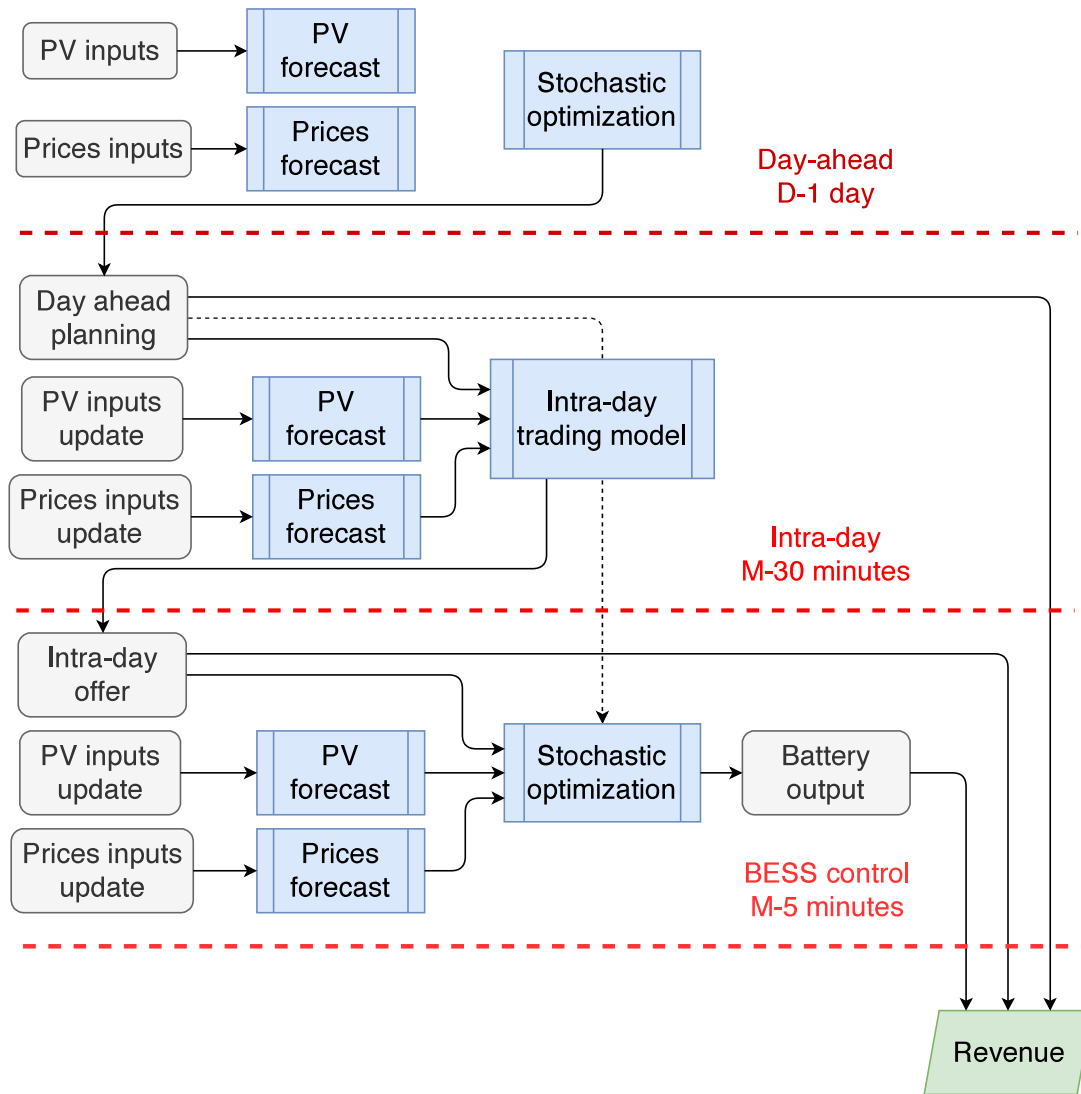 PV inputs
PV
forecast
Stochastic
optimization
Prices inputs
Prices
forecast
Day-ahead
D-1 day
Day ahead
planning
PV inputs
update
PV
forecast
Intra-day
trading model
Prices inputs
update
Prices
forecast
Intra-day
M-30 minutes
Intra-day
offer
PV inputs
update
PV
forecast
Stochastic
optimization
Battery
output
Prices inputs
update
Prices
forecast
BESS control
M-5 minutes
Revenue